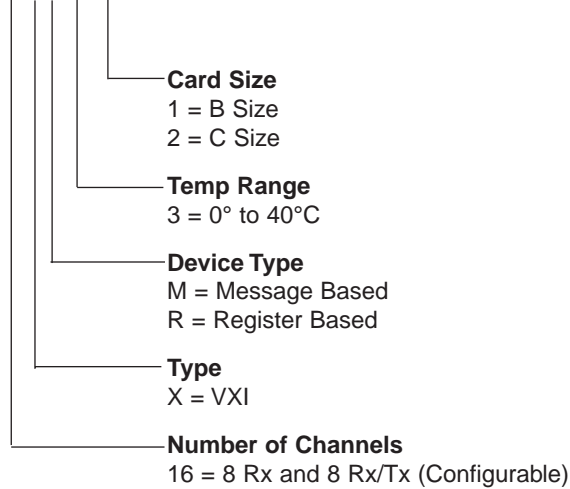 Card Size
1 = B Size
2 = C Size
Temp Range
3 = 0° to 40°C
Device Type
M = Message Based
R = Register Based
Type
X = VXI
Number of Channels
16 = 8 Rx and 8 Rx/Tx (Configurable)